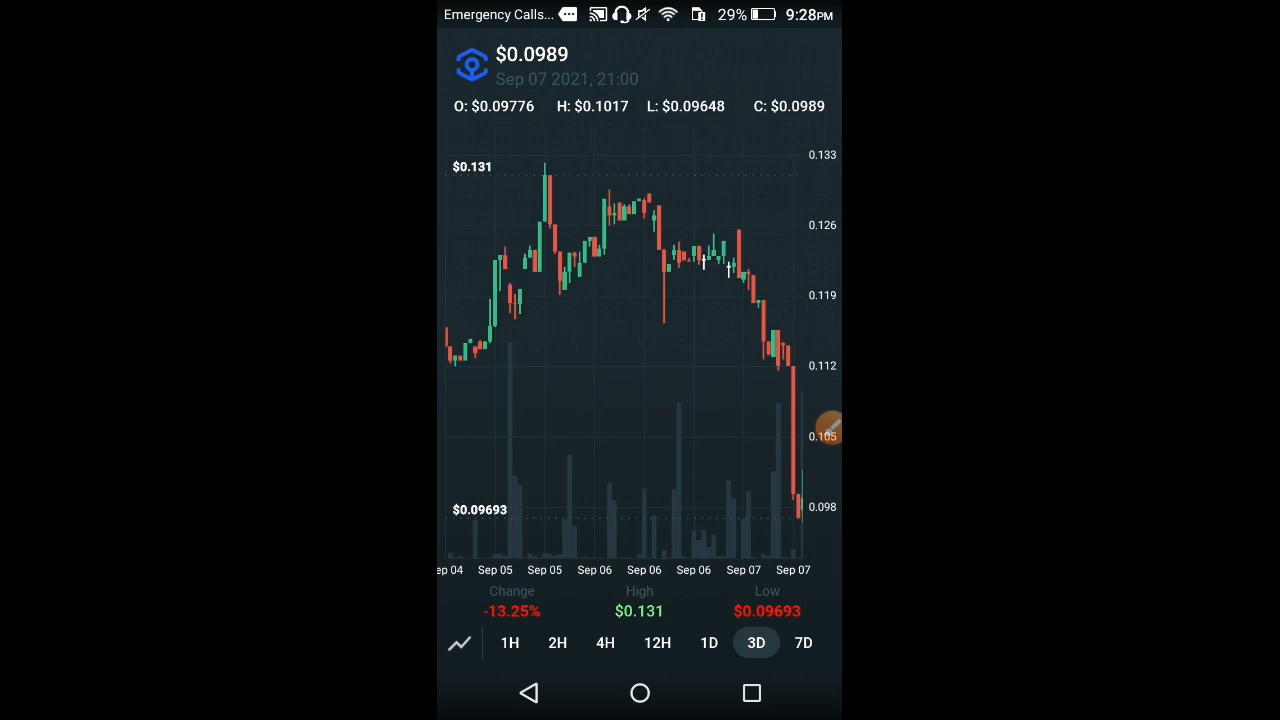 Emergency Calls... 29% 9:28PM
$0.0989
Sep 07 2021, 21:00
O: $0.09776 H: $0.1017 L: $0.09648 C: $0.0989
0.133
$0.131
0.126
0.119
0.112
0.105
$0.09693
0.098
ep 04 Sep 05 Sep 05 Sep 06 Sep 06 Sep 06 Sep 07 Sep 07
Change High Low
-13.25% $0.131 $0.09693
1H 2H 4H 12H 1D 3D 7D